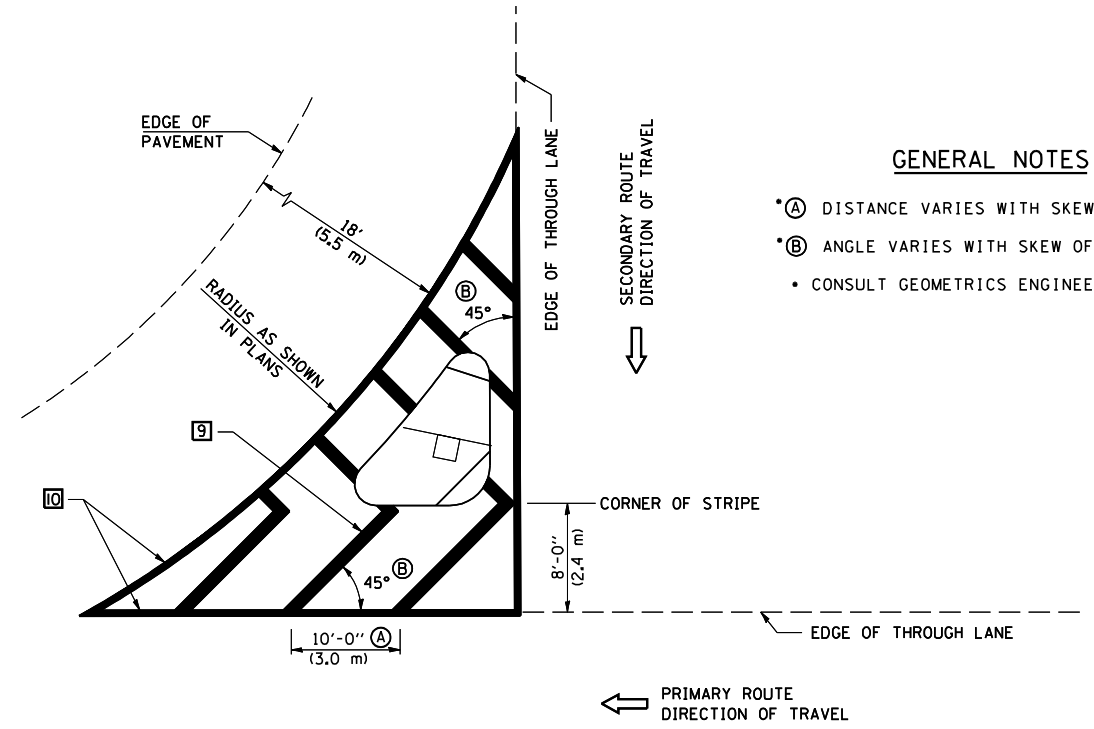 EDGE OF
PAVEMENT
18'
(5.5 m)
RADIUS AS SHOWN
IN PLANS
EDGE OF THROUGH LANE
SECONDARY ROUTE
DIRECTION OF TRAVEL
GENERAL NOTES
*Ⓐ DISTANCE VARIES WITH SKEW
*Ⓑ ANGLE VARIES WITH SKEW OF
• CONSULT GEOMETRICS ENGINEE
Ⓑ
45°
9
10
CORNER OF STRIPE
8'-0"
(2.4 m)
45° Ⓑ
10'-0" Ⓐ
(3.0 m)
EDGE OF THROUGH LANE
PRIMARY ROUTE
DIRECTION OF TRAVEL